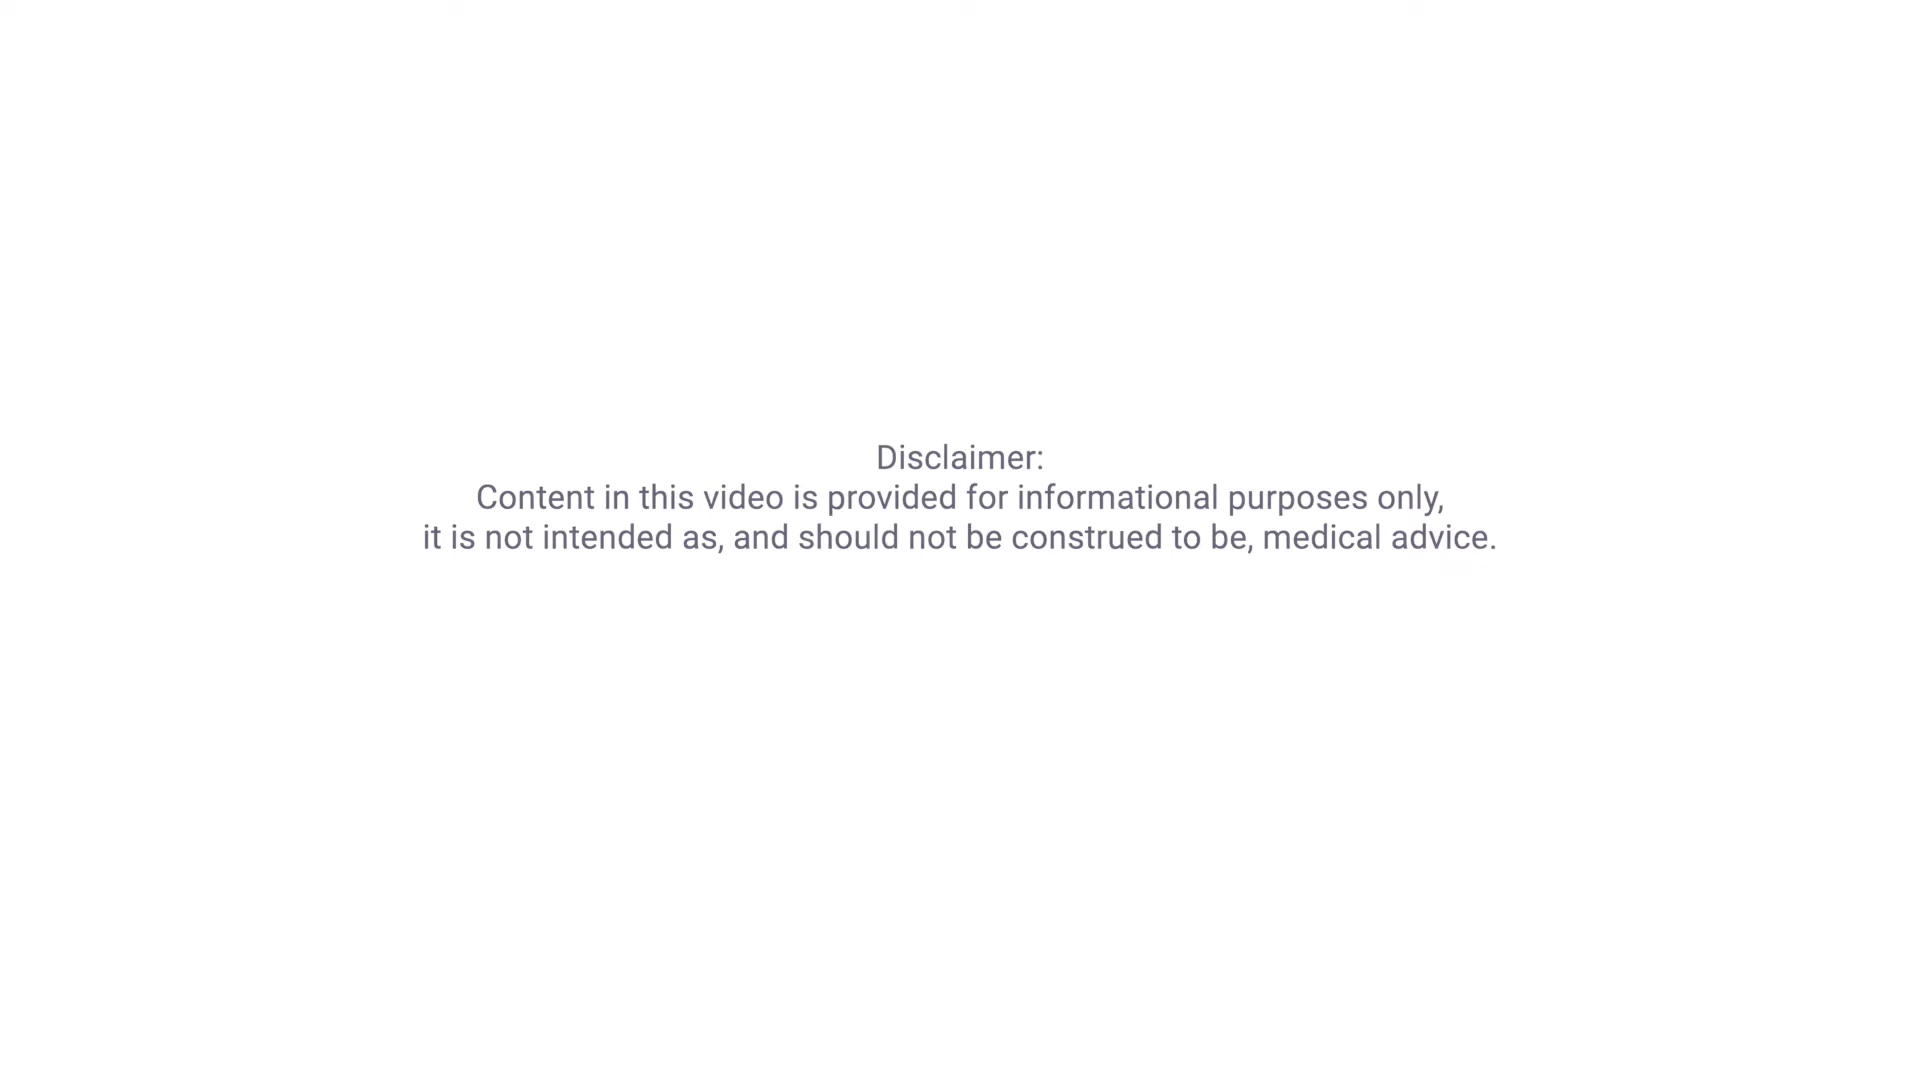 Disclaimer:
Content in this video is provided for informational purposes only,
it is not intended as, and should not be construed to be, medical advice.